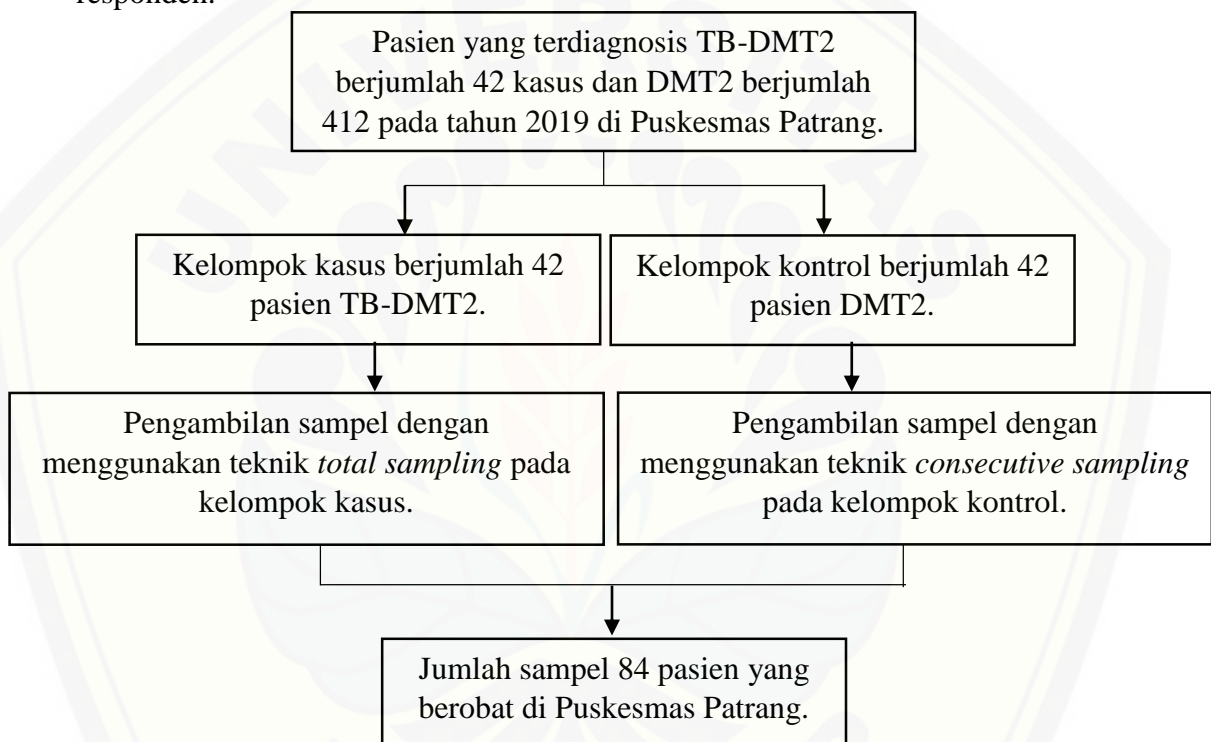 responden.
Pasien yang terdiagnosis TB-DMT2
berjumlah 42 kasus dan DMT2 berjumlah
412 pada tahun 2019 di Puskesmas Patrang.
Kelompok kasus berjumlah 42
pasien TB-DMT2.
Kelompok kontrol berjumlah 42
pasien DMT2.
Pengambilan sampel dengan
menggunakan teknik total sampling pada
kelompok kasus.
Pengambilan sampel dengan
menggunakan teknik consecutive sampling
pada kelompok kontrol.
Jumlah sampel 84 pasien yang
berobat di Puskesmas Patrang.
UNIVERSITAS